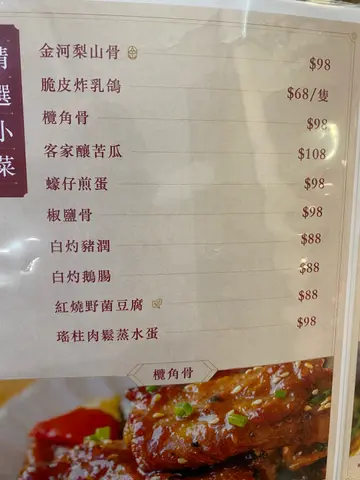 精選小菜
金河梨山骨 $98
脆皮炸乳鴿 $68/隻
欖角骨 $98
客家釀苦瓜 $108
蠔仔煎蛋 $98
椒鹽骨 $98
白灼豬潤 $88
白灼鵝腸 $88
紅燒野菌豆腐 $88
瑤柱肉鬆蒸水蛋 $98
欖角骨